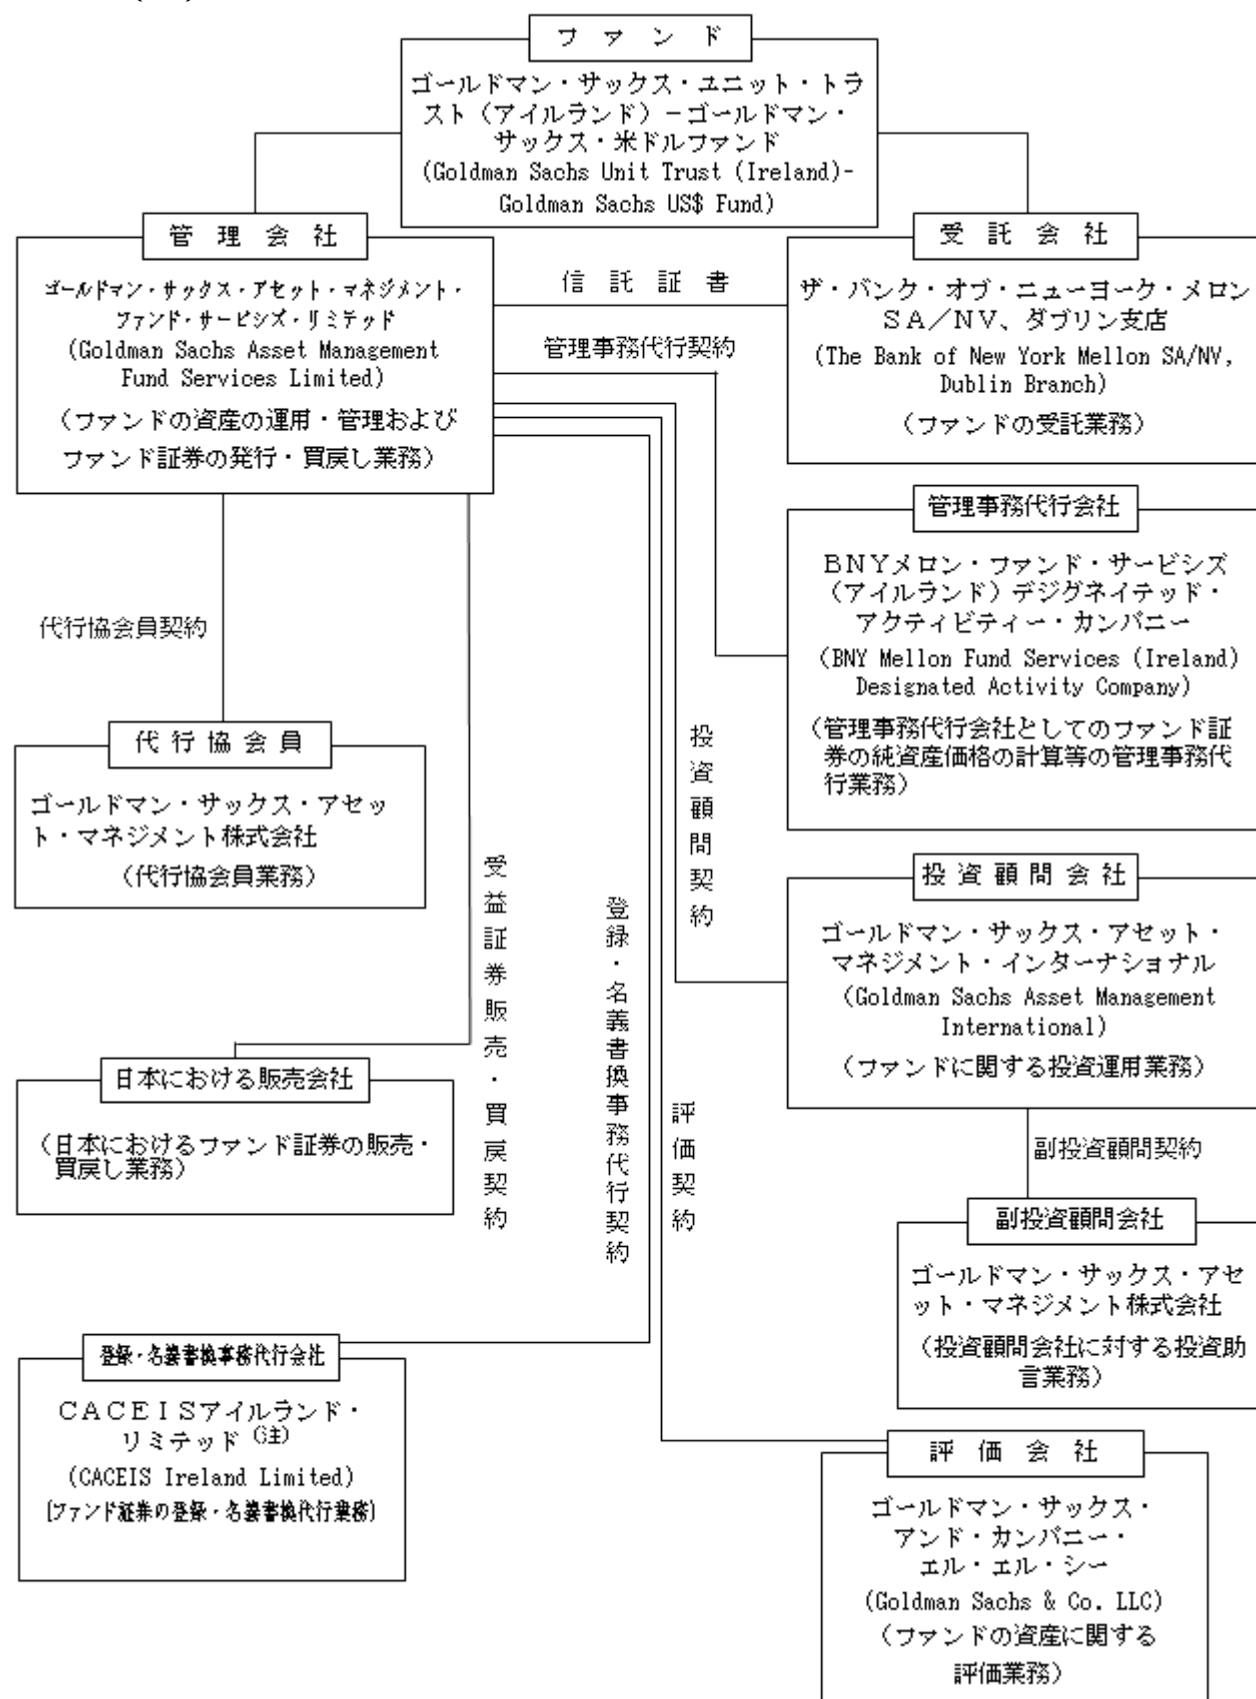 ファンド
ゴールドマン・サックス・ユニット・トラ
スト（アイルランド）－ゴールドマン・
サックス・米ドルファンド
(Goldman Sachs Unit Trust (Ireland)-
Goldman Sachs US$ Fund)
管理会社
ゴールドマン・サックス・アセット・マネジメント・
ファンド・サービシズ・リミテッド
(Goldman Sachs Asset Management
Fund Services Limited)
（ファンドの資産の運用・管理および
ファンド証券の発行・買戻し業務）
信託証書
管理事務代行契約
受託会社
ザ・バンク・オブ・ニューヨーク・メロン
ＳＡ／ＮＶ、ダブリン支店
(The Bank of New York Mellon SA/NV,
Dublin Branch)
（ファンドの受託業務）
管理事務代行会社
ＢＮＹメロン・ファンド・サービシズ
（アイルランド）デジグネイテッド・
アクティビティー・カンパニー
(BNY Mellon Fund Services (Ireland)
Designated Activity Company)
（管理事務代行会社としてのファンド証
券の純資産価格の計算等の管理事務代
行業務）
代行協会員契約
代行協会員
ゴールドマン・サックス・アセッ
ト・マネジメント株式会社
（代行協会員業務）
投資顧問契約
受益証券販売・買戻契約
登録・名義書換事務代行契約
評価契約
投資顧問会社
ゴールドマン・サックス・アセット・
マネジメント・インターナショナル
(Goldman Sachs Asset Management
International)
（ファンドに関する投資運用業務）
日本における販売会社
（日本におけるファンド証券の販売・
買戻し業務）
副投資顧問契約
副投資顧問会社
ゴールドマン・サックス・アセ
ット・マネジメント株式会社
（投資顧問会社に対する投資助
言業務）
登録・名義書換事務代行会社
ＣＡＣＥＩＳアイルランド・
リミテッド（注）
(CACEIS Ireland Limited)
（ファンド証券の登録・名義書換代行業務）
評価会社
ゴールドマン・サックス・
アンド・カンパニー・
エル・エル・シー
(Goldman Sachs & Co. LLC)
（ファンドの資産に関する
評価業務）